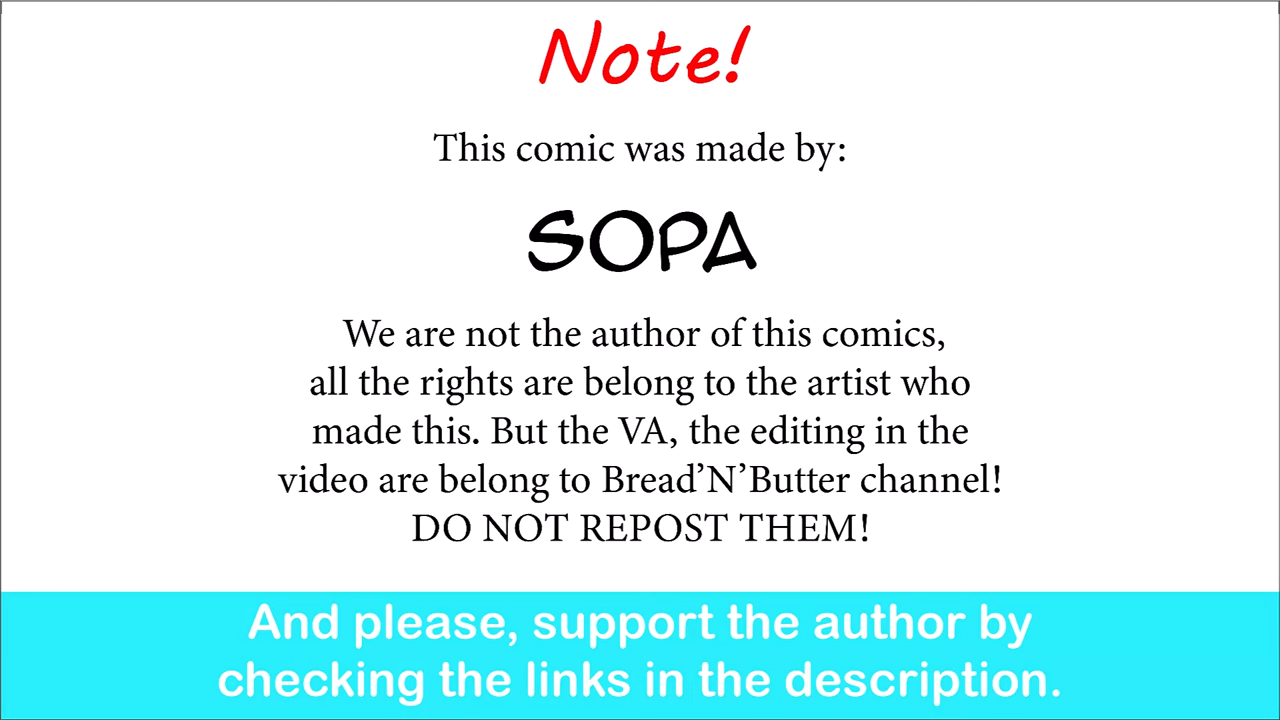 Note!
This comic was made by:
SOPA
We are not the author of this comics,
all the rights are belong to the artist who
made this. But the VA, the editing in the
video are belong to Bread’N’Butter channel!
DO NOT REPOST THEM!
And please, support the author by
checking the links in the description.